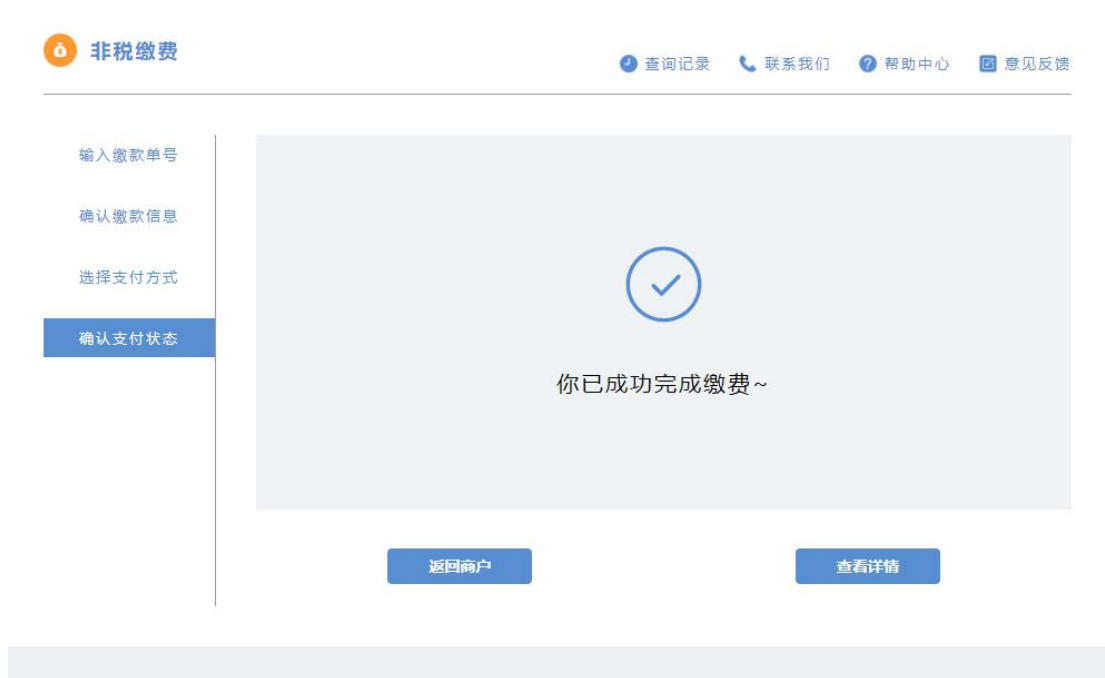 非税缴费
查询记录 联系我们 帮助中心 意见反馈
输入缴款单号
确认缴款信息
选择支付方式
确认支付状态
你已成功完成缴费~
返回商户 查看详情